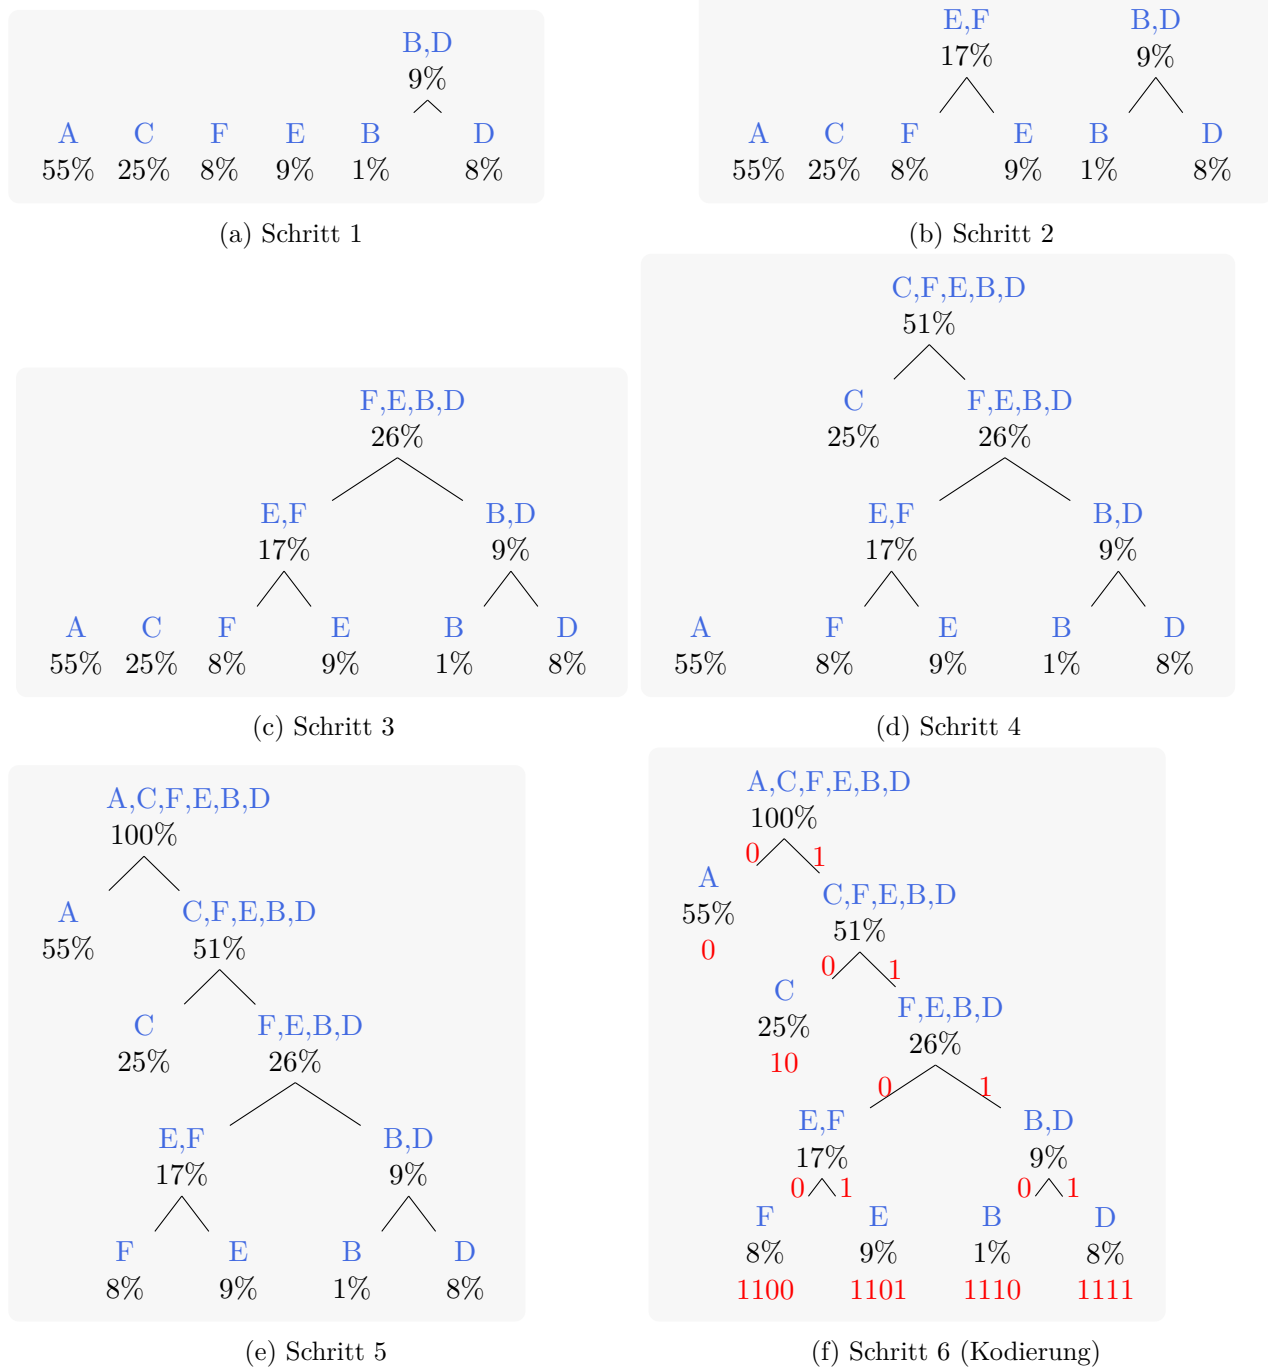 B,D
9%
A C F E B D
55% 25% 8% 9% 1% 8%
(a) Schritt 1
E,F B,D
17% 9%
A C F E B D
55% 25% 8% 9% 1% 8%
(b) Schritt 2
F,E,B,D
26%
E,F B,D
17% 9%
A C F E B D
55% 25% 8% 9% 1% 8%
(c) Schritt 3
C,F,E,B,D
51%
C F,E,B,D
25% 26%
E,F B,D
17% 9%
A F E B D
55% 8% 9% 1% 8%
(d) Schritt 4
A,C,F,E,B,D
100%
A C,F,E,B,D
55% 51%
C F,E,B,D
25% 26%
E,F B,D
17% 9%
F E B D
8% 9% 1% 8%
(e) Schritt 5
A,C,F,E,B,D
100%
0 1
A C,F,E,B,D
55% 51%
0
0 1
C F,E,B,D
25% 26%
10
0 1
E,F B,D
17% 9%
0 1 0 1
F E B D
8% 9% 1% 8%
1100 1101 1110 1111
(f) Schritt 6 (Kodierung)